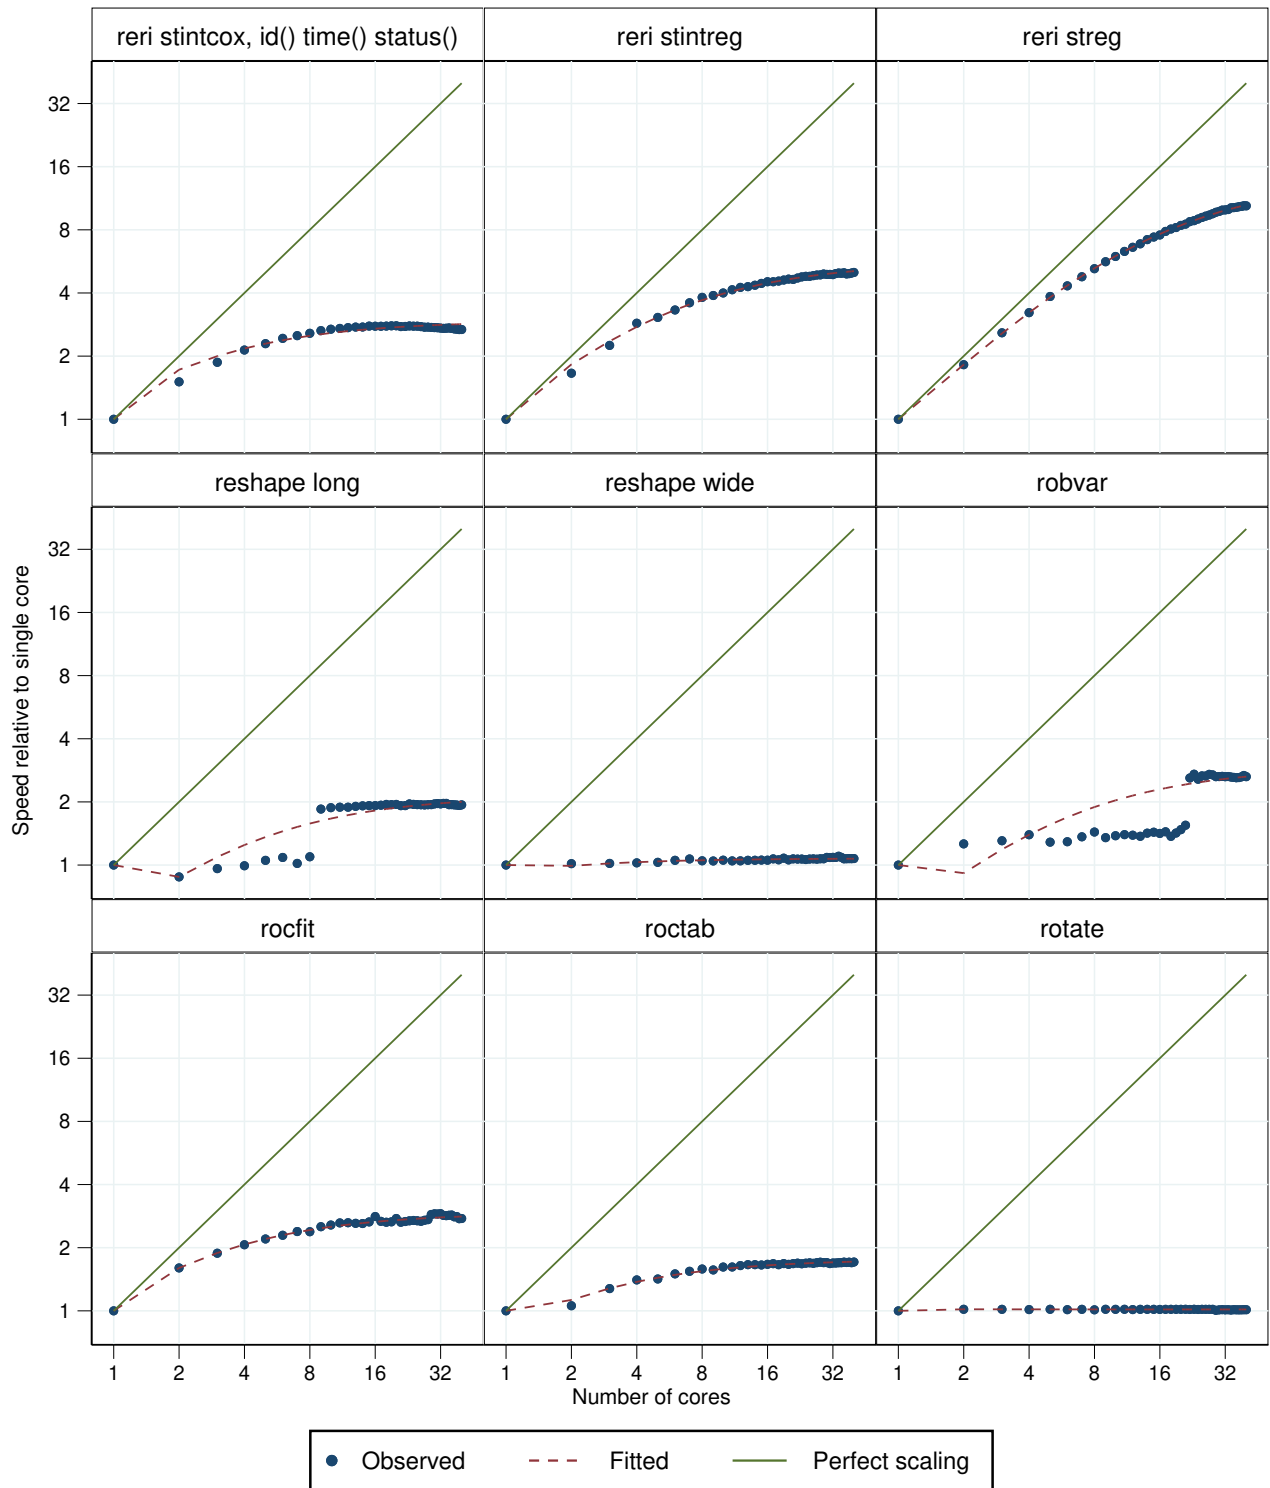 reri stintcox, id() time() status()
reri stintreg
reri streg
32
16
8
4
2
1
reshape long
reshape wide
robvar
32
16
8
4
2
1
Speed relative to single core
rocfit
roctab
rotate
32
16
8
4
2
1
1 2 4 8 16 32
1 2 4 8 16 32
1 2 4 8 16 32
Number of cores
Observed
Fitted
Perfect scaling